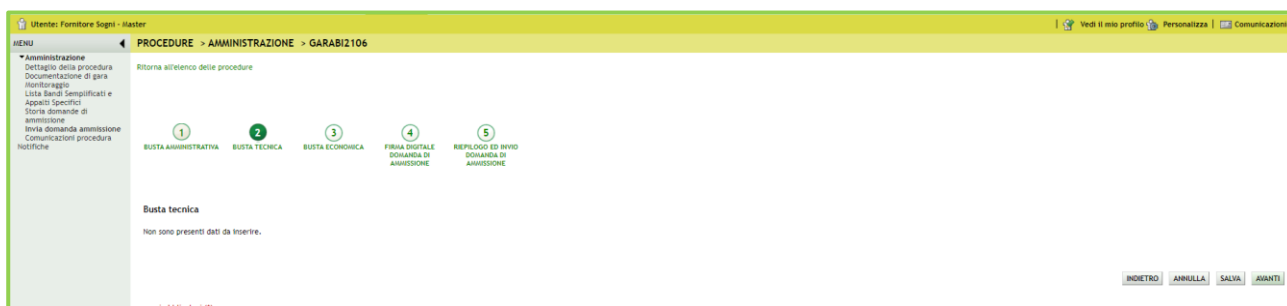 Utente: Fornitore Sogni - Master
Vedi il mio profilo
Personalizza
Comunicazioni
MENU
PROCEDURE > AMMINISTRAZIONE > GARABI2106
Amministrazione
Dettaglio della procedura
Documentazione di gara
Monitoraggio
Lista Bandi Semplificati e
Appalti Specifici
Storia domande di
ammissione
Invia domanda ammissione
Comunicazioni procedura
Notifiche
Ritorna all'elenco delle procedure
1 2 3 4 5
BUSTA AMMINISTRATIVA
BUSTA TECNICA
BUSTA ECONOMICA
FIRMA DIGITALE
DOMANDA DI
AMMISSIONE
RIEPILOGO ED INVIO
DOMANDA DI
AMMISSIONE
Busta tecnica
Non sono presenti dati da inserire.
INDIETRO ANNULLA SALVA AVANTI